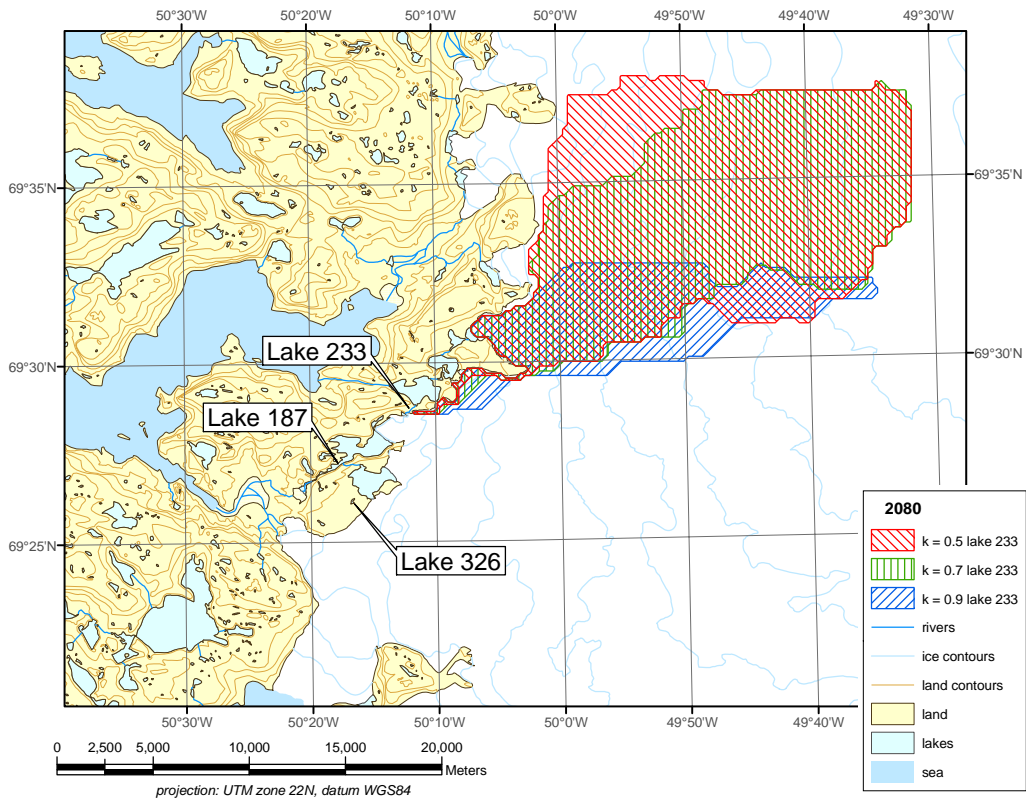 50°30'W 50°20'W 50°10'W 50°0'W 49°50'W 49°40'W 49°30'W
69°35'N 69°35'N
69°30'N 69°30'N
Lake 233
Lake 187
69°25'N
Lake 326
2080
k = 0.5 lake 233
k = 0.7 lake 233
k = 0.9 lake 233
rivers
ice contours
land contours
land
lakes
sea
50°30'W 50°20'W 50°10'W 50°0'W 49°50'W 49°40'W
0 2,500 5,000 10,000 15,000 20,000
Meters
projection: UTM zone 22N, datum WGS84